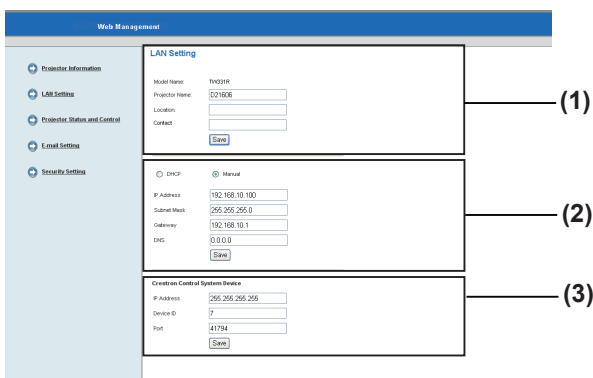 Web Management
Projector Information
LAN Setting
Projector Status and Control
E-mail Setting
Security Setting
LAN Setting
Model Name: TW331R
Projector Name: D21606
Location:
Contact
Save
(1)
DHCP Manual
IP Address 192.168.10.100
Subnet Mask 255.255.255.0
Gateway 192.168.10.1
DNS 0.0.0.0
Save
(2)
Crestron Control System Device
IP Address 255.255.255.255
Device ID 7
Port 41794
Save
(3)